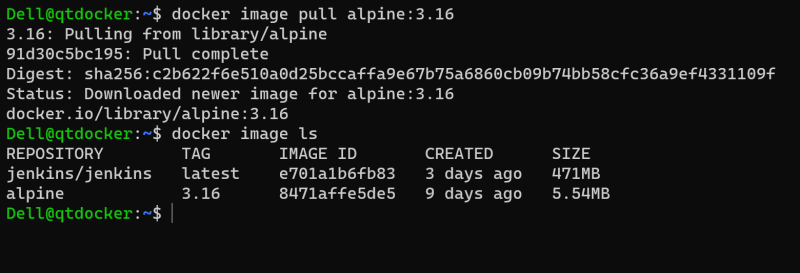 Dell@qtdocker:~$ docker image pull alpine:3.16
3.16: Pulling from library/alpine
91d30c5bc195: Pull complete
Digest: sha256:c2b622f6e510a0d25bccaffa9e67b75a6860cb09b74bb58cfc36a9ef4331109f
Status: Downloaded newer image for alpine:3.16
docker.io/library/alpine:3.16
Dell@qtdocker:~$ docker image ls
REPOSITORY TAG IMAGE ID CREATED SIZE
jenkins/jenkins latest e701a1b6fb83 3 days ago 471MB
alpine 3.16 8471affe5de5 9 days ago 5.54MB
Dell@qtdocker:~$